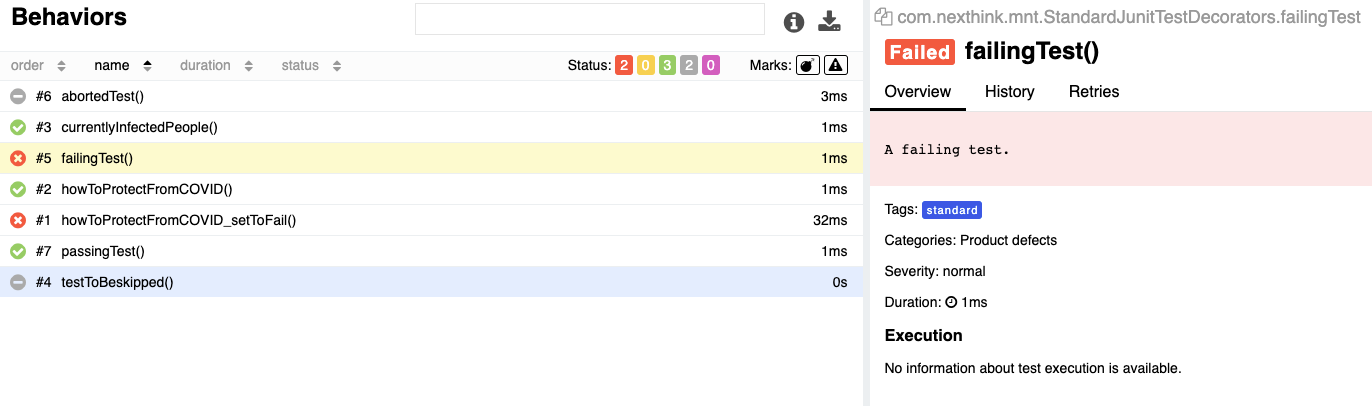 Behaviors
order name duration status Status: 2 0 3 2 0 Marks:
#6 abortedTest() 3ms
#3 currentlyInfectedPeople() 1ms
#5 failingTest() 1ms
#2 howToProtectFromCOVID() 1ms
#1 howToProtectFromCOVID_setToFail() 32ms
#7 passingTest() 1ms
#4 testToBeskipped() 0s
com.nexthink.mnt.StandardJunitTestDecorators.failingTest
Failed failingTest()
Overview History Retries
A failing test.
Tags: standard
Categories: Product defects
Severity: normal
Duration: 1ms
Execution
No information about test execution is available.